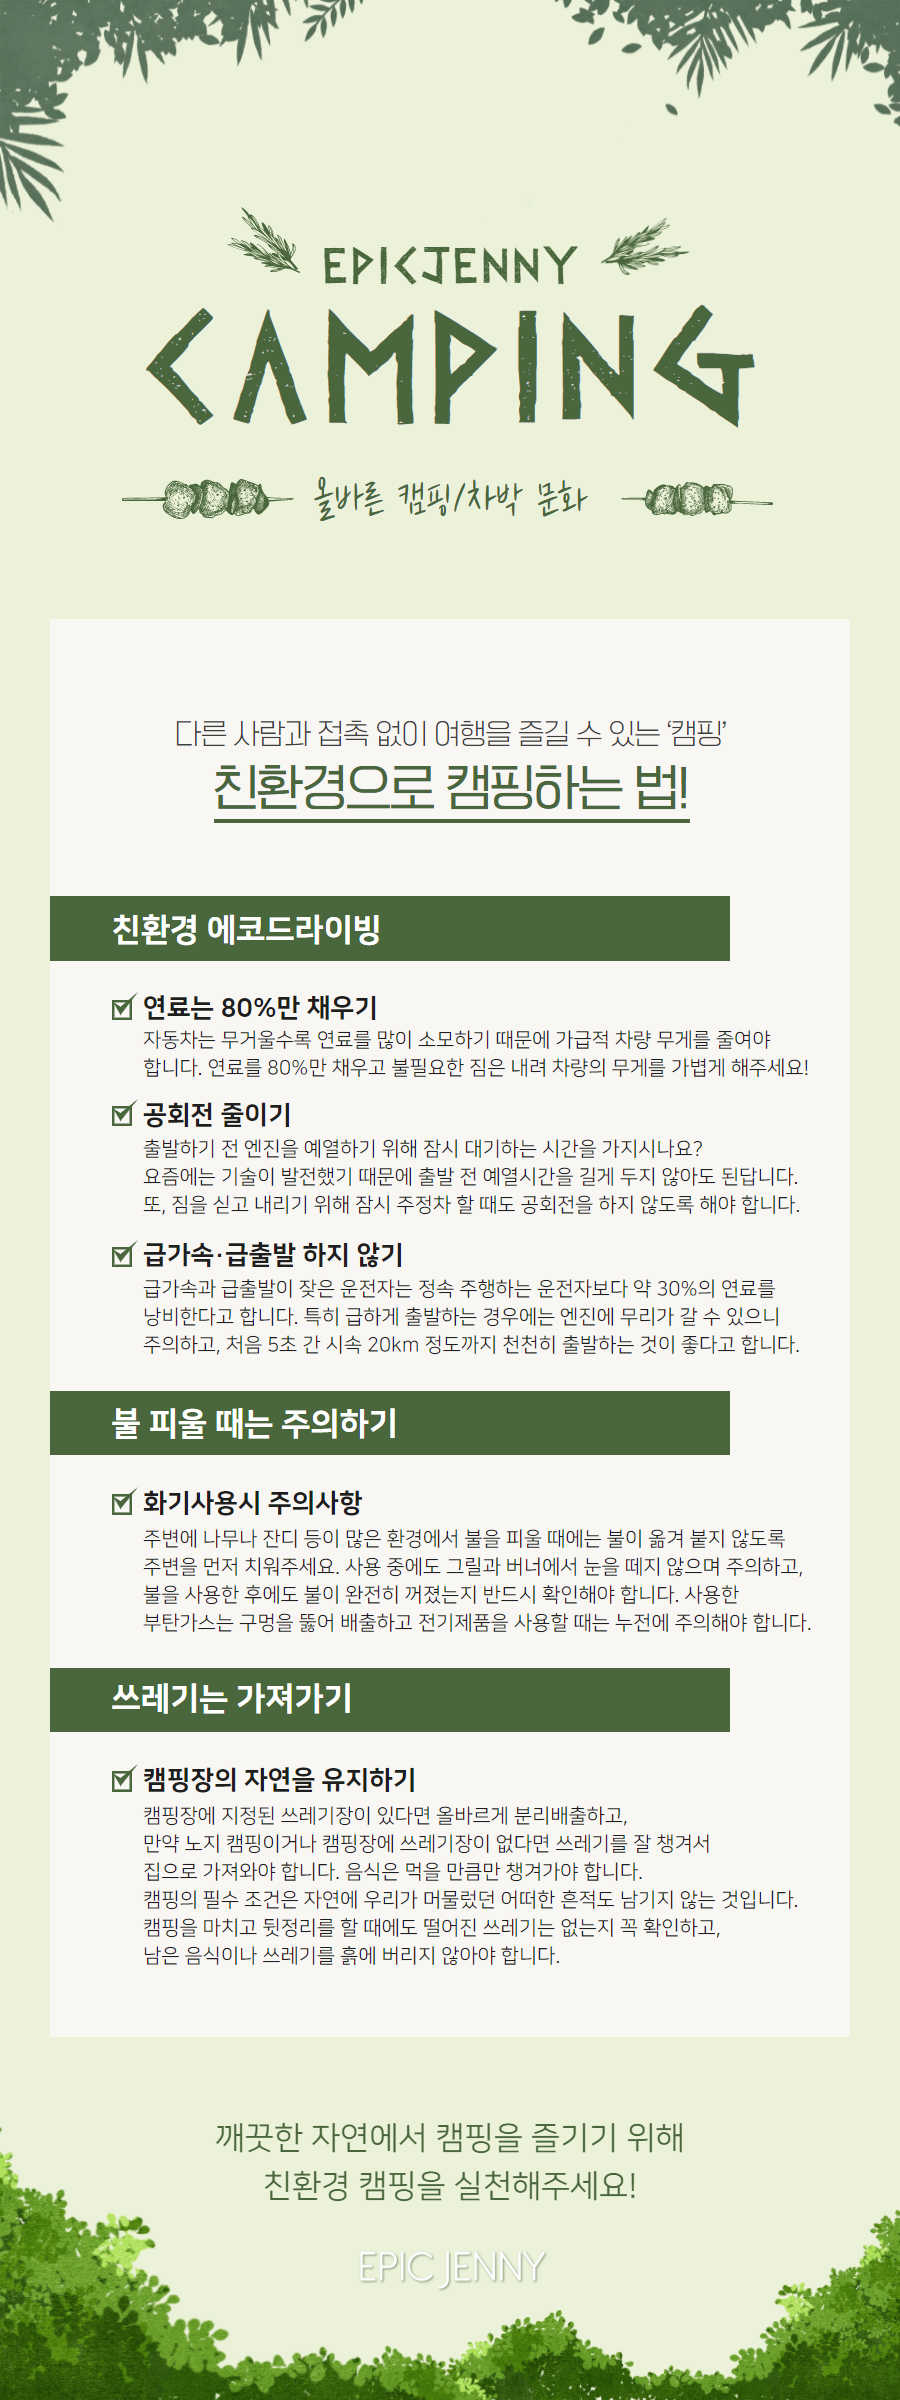 EPICJENNY
CAMPING
올바른 캠핑/차박 문화
다른 사람과 접촉 없이 여행을 즐길 수 있는 ‘캠핑’
친환경으로 캠핑하는 법!
친환경 에코드라이빙
연료는 80%만 채우기
자동차는 무거울수록 연료를 많이 소모하기 때문에 가급적 차량 무게를 줄여야
합니다. 연료를 80%만 채우고 불필요한 짐은 내려 차량의 무게를 가볍게 해주세요!
공회전 줄이기
출발하기 전 엔진을 예열하기 위해 잠시 대기하는 시간을 가지시나요?
요즘에는 기술이 발전했기 때문에 출발 전 예열시간을 길게 두지 않아도 된답니다.
또, 짐을 싣고 내리기 위해 잠시 주정차 할 때도 공회전을 하지 않도록 해야 합니다.
급가속·급출발 하지 않기
급가속과 급출발이 잦은 운전자는 정속 주행하는 운전자보다 약 30%의 연료를
낭비한다고 합니다. 특히 급하게 출발하는 경우에는 엔진에 무리가 갈 수 있으니
주의하고, 처음 5초 간 시속 20km 정도까지 천천히 출발하는 것이 좋다고 합니다.
불 피울 때는 주의하기
화기사용시 주의사항
주변에 나무나 잔디 등이 많은 환경에서 불을 피울 때에는 불이 옮겨 붙지 않도록
주변을 먼저 치워주세요. 사용 중에도 그릴과 버너에서 눈을 떼지 않으며 주의하고,
불을 사용한 후에도 불이 완전히 꺼졌는지 반드시 확인해야 합니다. 사용한
부탄가스는 구멍을 뚫어 배출하고 전기제품을 사용할 때는 누전에 주의해야 합니다.
쓰레기는 가져가기
캠핑장의 자연을 유지하기
캠핑장에 지정된 쓰레기장이 있다면 올바르게 분리배출하고,
만약 노지 캠핑이거나 캠핑장에 쓰레기장이 없다면 쓰레기를 잘 챙겨서
집으로 가져와야 합니다. 음식은 먹을 만큼만 챙겨가야 합니다.
캠핑의 필수 조건은 자연에 우리가 머물렀던 어떠한 흔적도 남기지 않는 것입니다.
캠핑을 마치고 뒷정리를 할 때에도 떨어진 쓰레기는 없는지 꼭 확인하고,
남은 음식이나 쓰레기를 흙에 버리지 않아야 합니다.
깨끗한 자연에서 캠핑을 즐기기 위해
친환경 캠핑을 실천해주세요!
EPIC JENNY